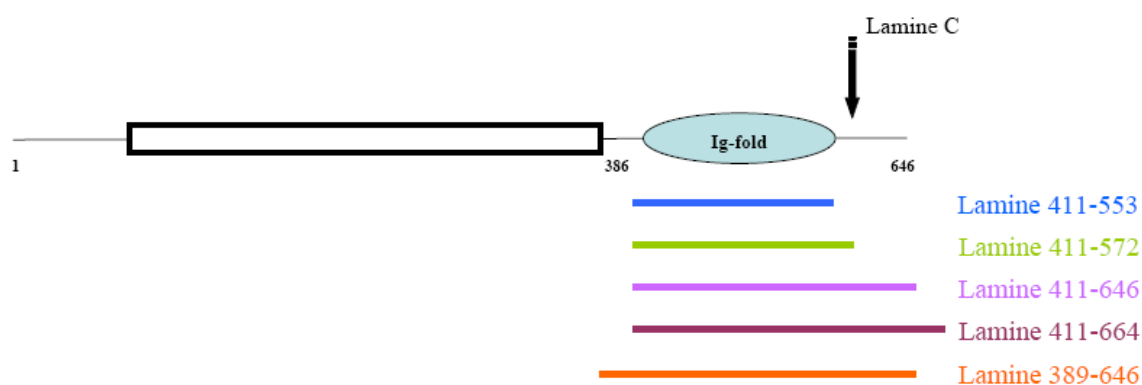 Lamine C
Ig-fold
1
386
646
Lamine 411-553
Lamine 411-572
Lamine 411-646
Lamine 411-664
Lamine 389-646